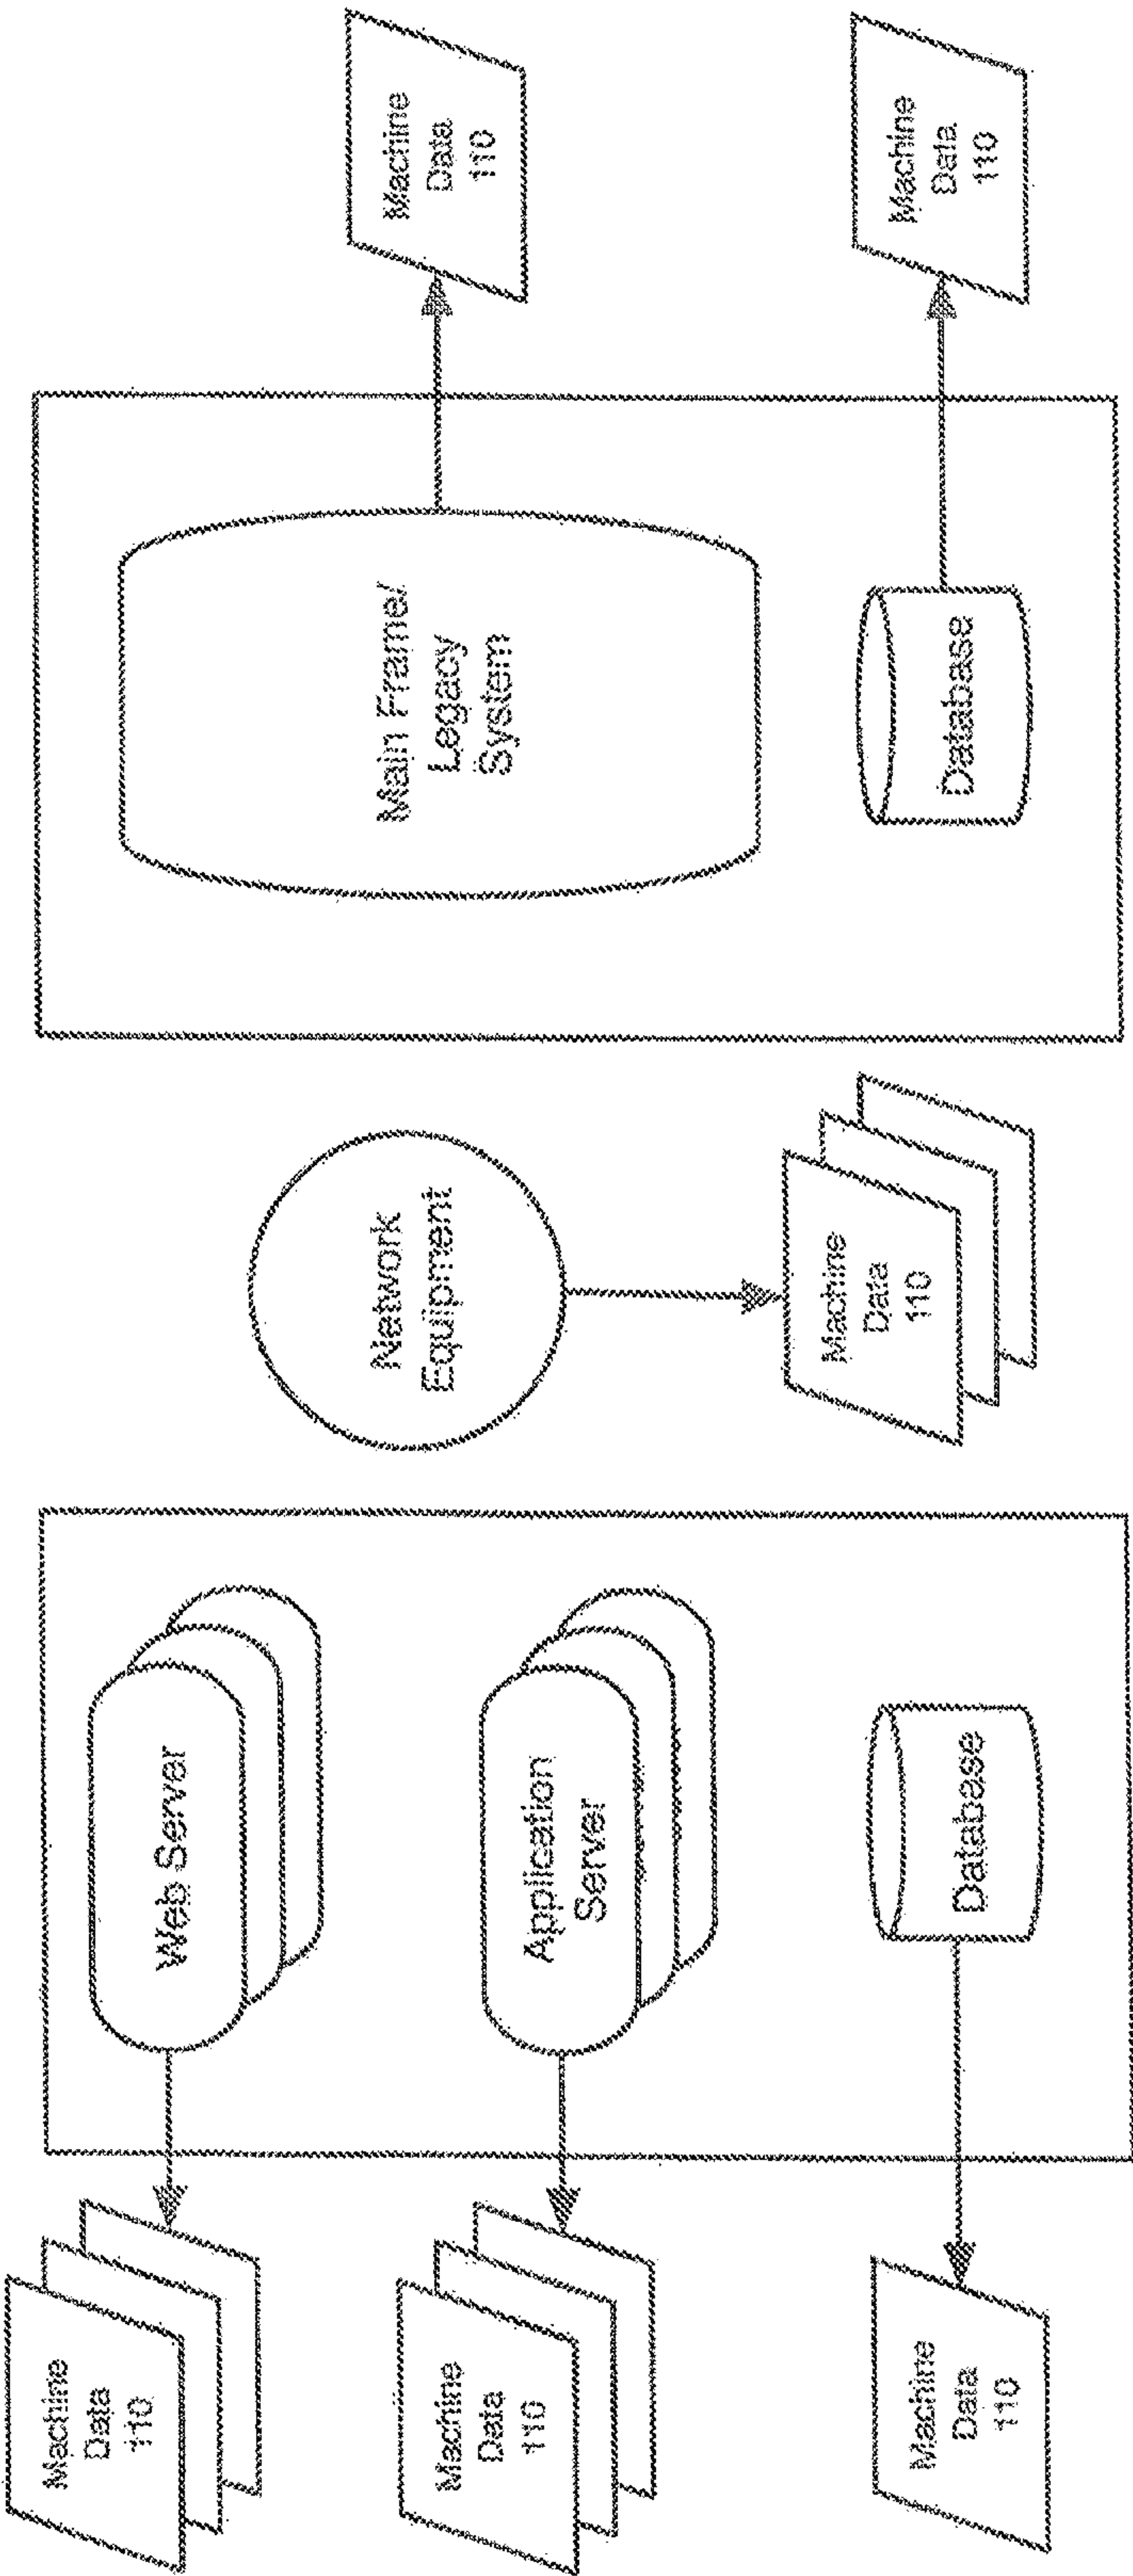 Machine
Data
110
Web Server
Machine
Data
110
Application
Server
Machine
Data
110
Database
Network
Equipment
Machine
Data
110
Main Frame/
Legacy
System
Machine
Data
110
Database
Machine
Data
110